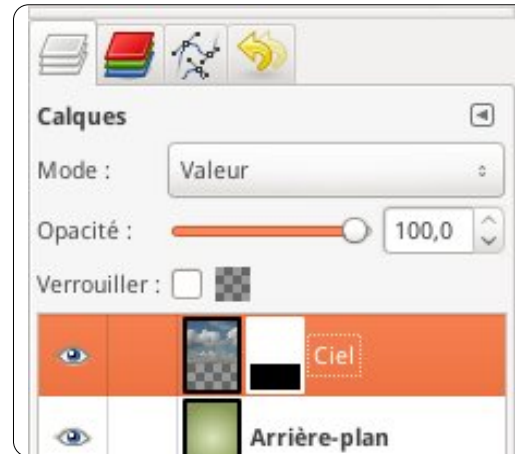 Calques
Mode : Valeur
Opacité : 100,0
Verrouiller :
Ciel
Arrière-plan